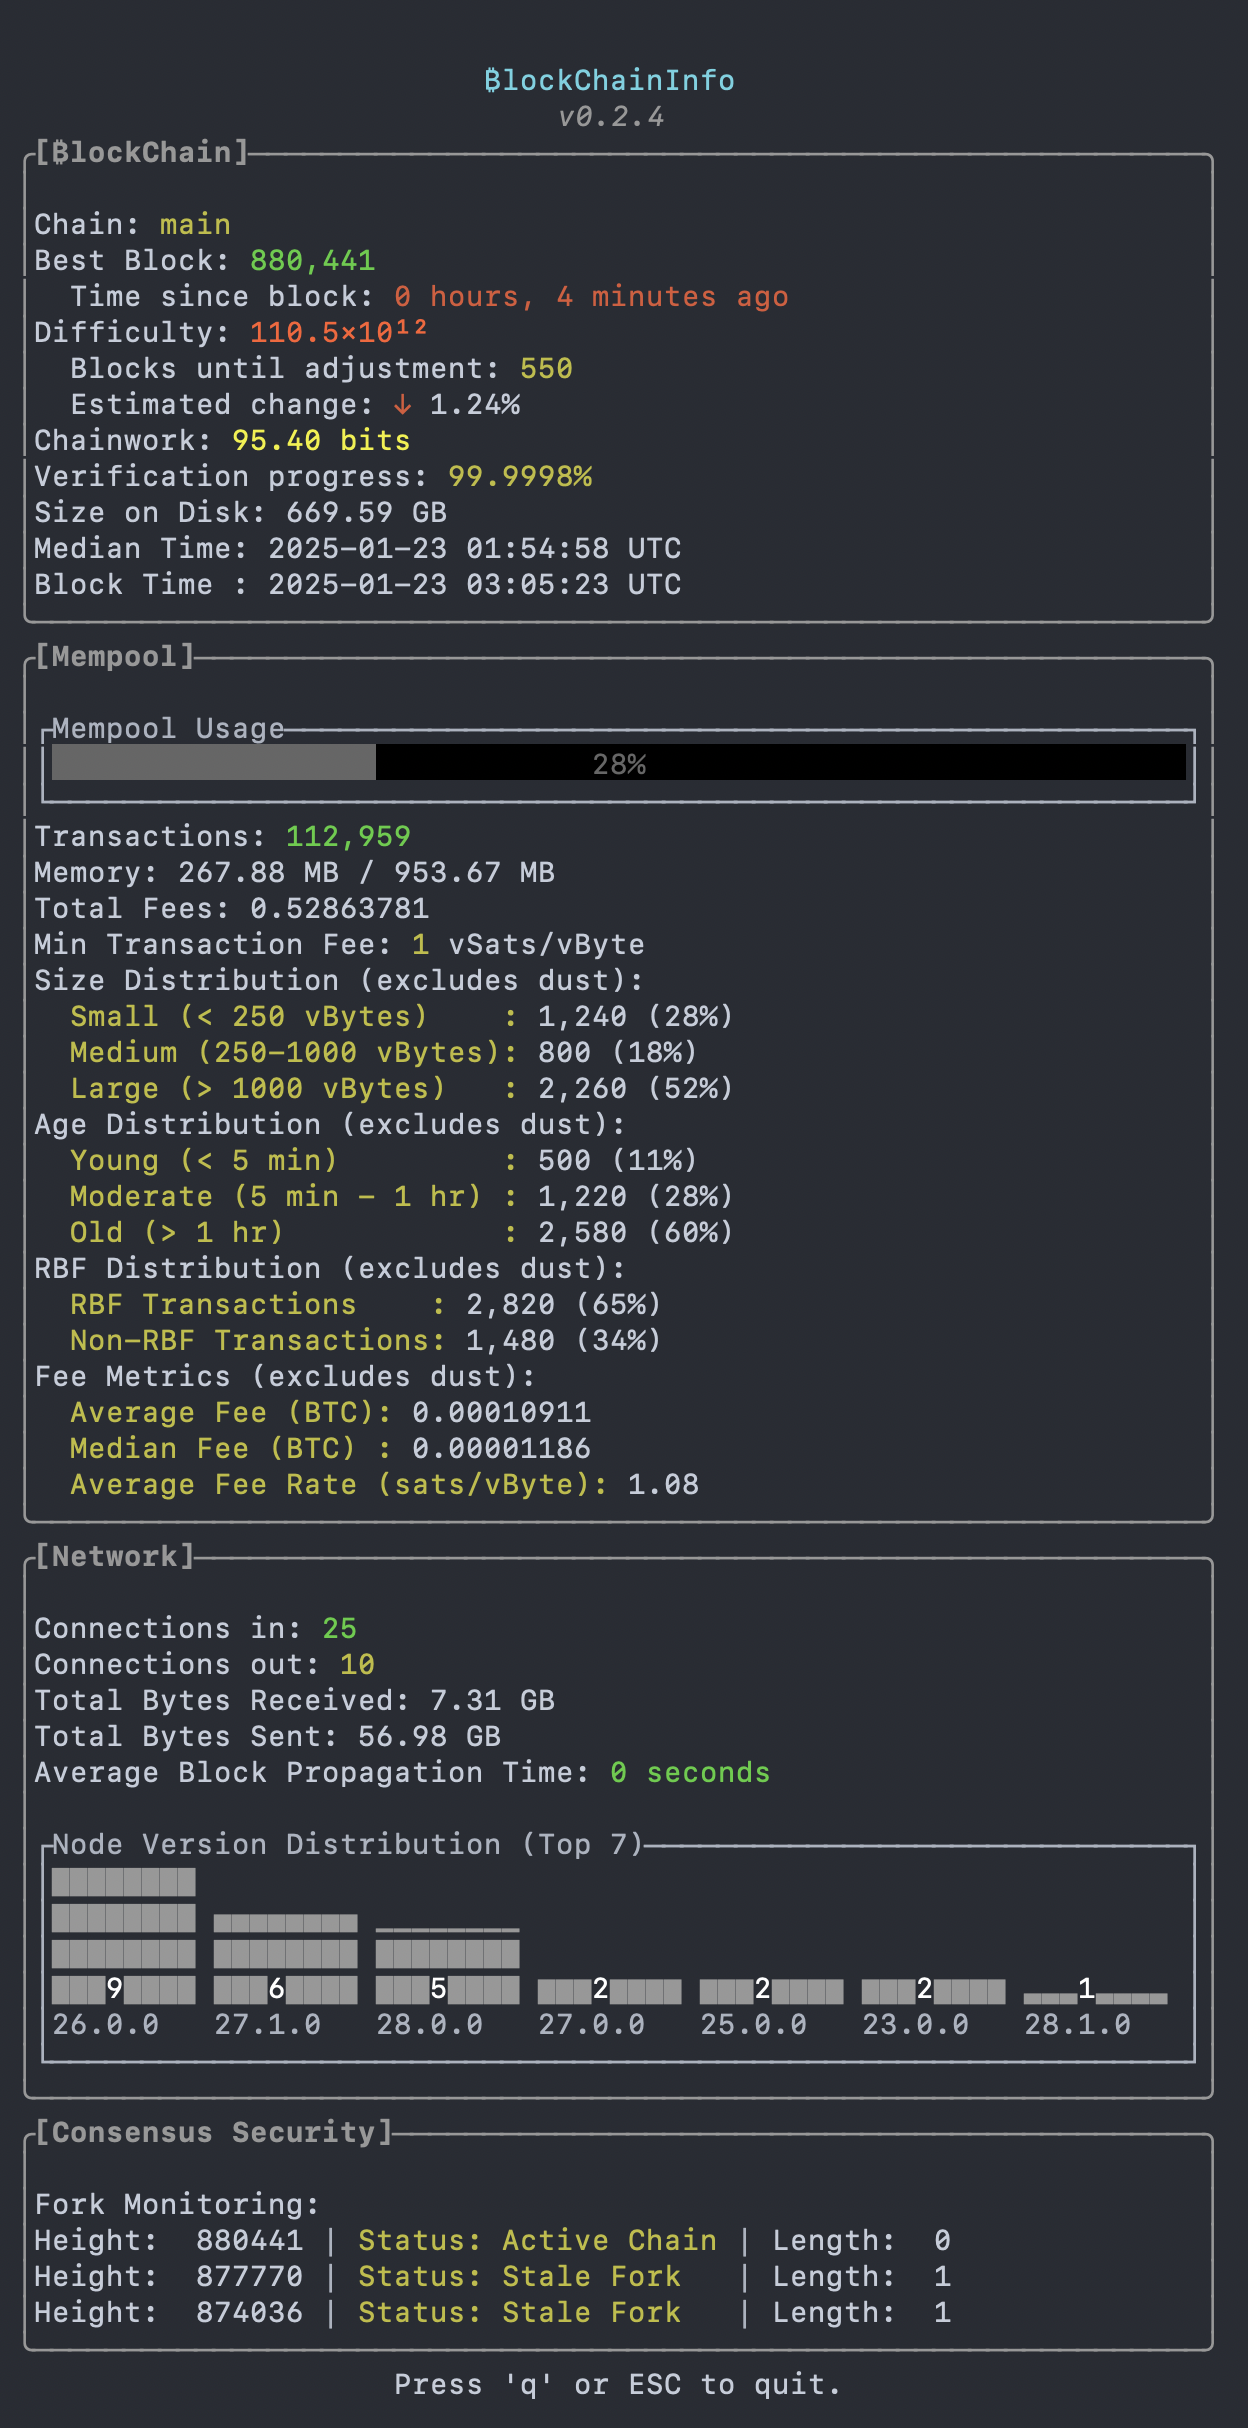 ₿lockChainInfo
v0.2.4
[₿lockChain]
Chain: main
Best Block: 880,441
Time since block: 0 hours, 4 minutes ago
Difficulty: 110.5×10¹²
Blocks until adjustment: 550
Estimated change: ↓ 1.24%
Chainwork: 95.40 bits
Verification progress: 99.9998%
Size on Disk: 669.59 GB
Median Time: 2025-01-23 01:54:58 UTC
Block Time : 2025-01-23 03:05:23 UTC
[Mempool]
Mempool Usage
28%
Transactions: 112,959
Memory: 267.88 MB / 953.67 MB
Total Fees: 0.52863781
Min Transaction Fee: 1 vSats/vByte
Size Distribution (excludes dust):
Small (< 250 vBytes)    : 1,240 (28%)
Medium (250-1000 vBytes): 800 (18%)
Large (> 1000 vBytes)   : 2,260 (52%)
Age Distribution (excludes dust):
Young (< 5 min)         : 500 (11%)
Moderate (5 min - 1 hr) : 1,220 (28%)
Old (> 1 hr)            : 2,580 (60%)
RBF Distribution (excludes dust):
RBF Transactions    : 2,820 (65%)
Non-RBF Transactions: 1,480 (34%)
Fee Metrics (excludes dust):
Average Fee (BTC): 0.00010911
Median Fee (BTC) : 0.00001186
Average Fee Rate (sats/vByte): 1.08
[Network]
Connections in: 25
Connections out: 10
Total Bytes Received: 7.31 GB
Total Bytes Sent: 56.98 GB
Average Block Propagation Time: 0 seconds
Node Version Distribution (Top 7)
9 6 5 2 2 2 1
26.0.0 27.1.0 28.0.0 27.0.0 25.0.0 23.0.0 28.1.0
[Consensus Security]
Fork Monitoring:
Height:  880441 | Status: Active Chain | Length:  0
Height:  877770 | Status: Stale Fork   | Length:  1
Height:  874036 | Status: Stale Fork   | Length:  1
Press 'q' or ESC to quit.